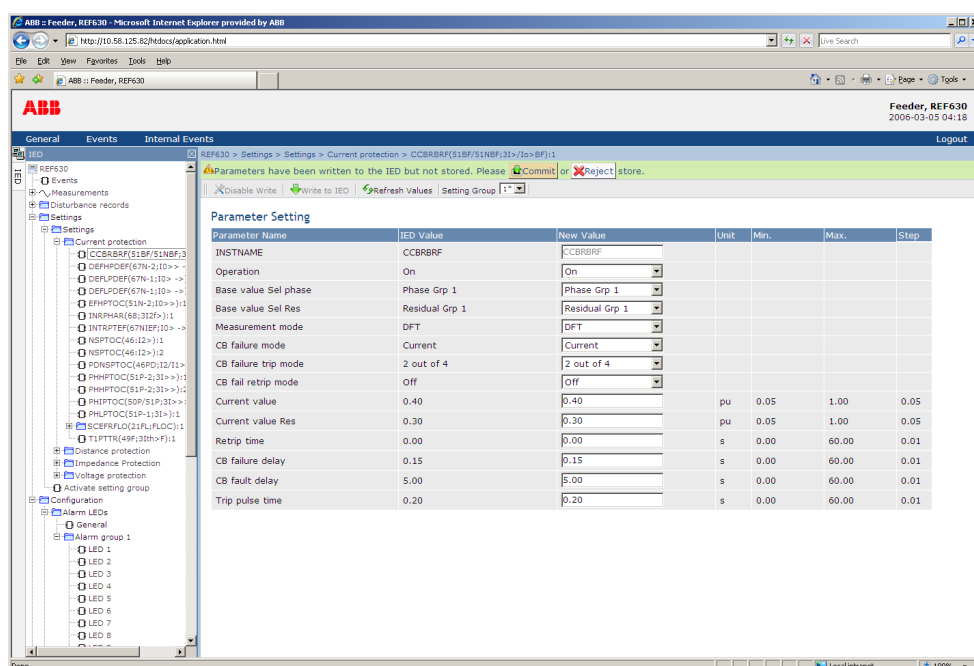 ABB :: Feeder, REF630 - Microsoft Internet Explorer provided by ABB
http://10.58.125.82/htdocs/application.html
Live Search
File Edit View Favorites Tools Help
ABB :: Feeder, REF630
Page Tools
ABB
Feeder, REF630
2006-03-05 04:18
General Events Internal Events Logout
IED
REF630 > Settings > Settings > Current protection > CCBRBRF(51BF/51NBF;3I>/Io>BF):1
Parameters have been written to the IED but not stored. Please Commit or Reject store.
Disable Write Write to IED Refresh Values Setting Group 1*
IED
REF630
Events
Measurements
Disturbance records
Settings
Settings
Current protection
CCBRBRF(51BF/51NBF;3
DEFHPDEF(67N-2;I0>> -
DEFLPDEF(67N-1;I0> ->
DEFLPDEF(67N-1;I0> ->
EFHPTOC(51N-2;I0>>):1
INRPHAR(68;3I2f>):1
INTRPTEF(67NIEF;I0> ->
NSPTOC(46:I2>):1
NSPTOC(46:I2>):2
PDNSPTOC(46PD;I2/I1>
PHHPTOC(51P-2;3I>>):1
PHHPTOC(51P-2;3I>>):2
PHIPTOC(50P/51P;3I>>:
PHLPTOC(51P-1;3I>):1
SCEFRFLO(21FL;FLOC):1
T1PTTR(49F;3Ith>F):1
Distance protection
Impedance Protection
Voltage protection
Activate setting group
Configuration
Alarm LEDs
General
Alarm group 1
LED 1
LED 2
LED 3
LED 4
LED 5
LED 6
LED 7
LED 8
Parameter Setting
Parameter Name IED Value New Value Unit Min. Max. Step
INSTNAME CCBRBRF CCBRBRF
Operation On On
Base value Sel phase Phase Grp 1 Phase Grp 1
Base value Sel Res Residual Grp 1 Residual Grp 1
Measurement mode DFT DFT
CB failure mode Current Current
CB failure trip mode 2 out of 4 2 out of 4
CB fail retrip mode Off Off
Current value 0.40 0.40 pu 0.05 1.00 0.05
Current value Res 0.30 0.30 pu 0.05 1.00 0.05
Retrip time 0.00 0.00 s 0.00 60.00 0.01
CB failure delay 0.15 0.15 s 0.00 60.00 0.01
CB fault delay 5.00 5.00 s 0.00 60.00 0.01
Trip pulse time 0.20 0.20 s 0.00 60.00 0.01
Done Local intranet 100%